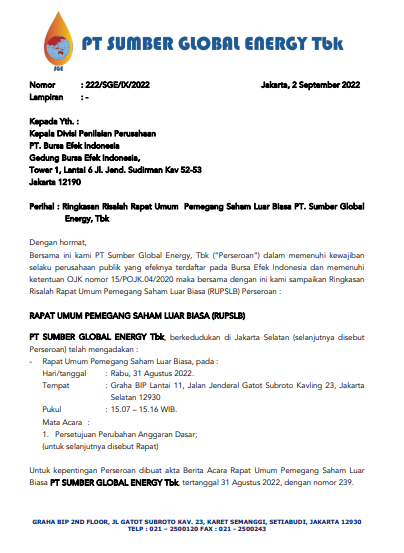 PT SUMBER GLOBAL ENERGY Tbk
SGE
Nomor : 222/SGE/IX/2022 Jakarta, 2 September 2022
Lampiran : -
Kepada Yth. :
Kepala Divisi Penilaian Perusahaan
PT. Bursa Efek Indonesia
Gedung Bursa Efek Indonesia,
Tower 1, Lantai 6 Jl. Jend. Sudirman Kav 52-53
Jakarta 12190
Perihal : Ringkasan Risalah Rapat Umum Pemegang Saham Luar Biasa PT. Sumber Global
Energy, Tbk
Dengan hormat,
Bersama ini kami PT Sumber Global Energy, Tbk (“Perseroan”) dalam memenuhi kewajiban
selaku perusahaan publik yang efeknya terdaftar pada Bursa Efek Indonesia dan memenuhi
ketentuan OJK nomor 15/POJK.04/2020 maka bersama dengan ini kami sampaikan Ringkasan
Risalah Rapat Umum Pemegang Saham Luar Biasa (RUPSLB) Perseroan :
RAPAT UMUM PEMEGANG SAHAM LUAR BIASA (RUPSLB)
PT SUMBER GLOBAL ENERGY Tbk, berkedudukan di Jakarta Selatan (selanjutnya disebut
Perseroan) telah mengadakan :
- Rapat Umum Pemegang Saham Luar Biasa, pada :
Hari/tanggal : Rabu, 31 Agustus 2022.
Tempat : Graha BIP Lantai 11, Jalan Jenderal Gatot Subroto Kavling 23, Jakarta
Selatan 12930
Pukul : 15.07 – 15.16 WIB.
Mata Acara :
1. Persetujuan Perubahan Anggaran Dasar;
(untuk selanjutnya disebut Rapat)
Untuk kepentingan Perseroan dibuat akta Berita Acara Rapat Umum Pemegang Saham Luar
Biasa PT SUMBER GLOBAL ENERGY Tbk, tertanggal 31 Agustus 2022, dengan nomor 239.
GRAHA BIP 2ND FLOOR, JL GATOT SUBROTO KAV. 23, KARET SEMANGGI, SETIABUDI, JAKARTA 12930
TELP : 021 – 2500120 FAX : 021 - 2500243